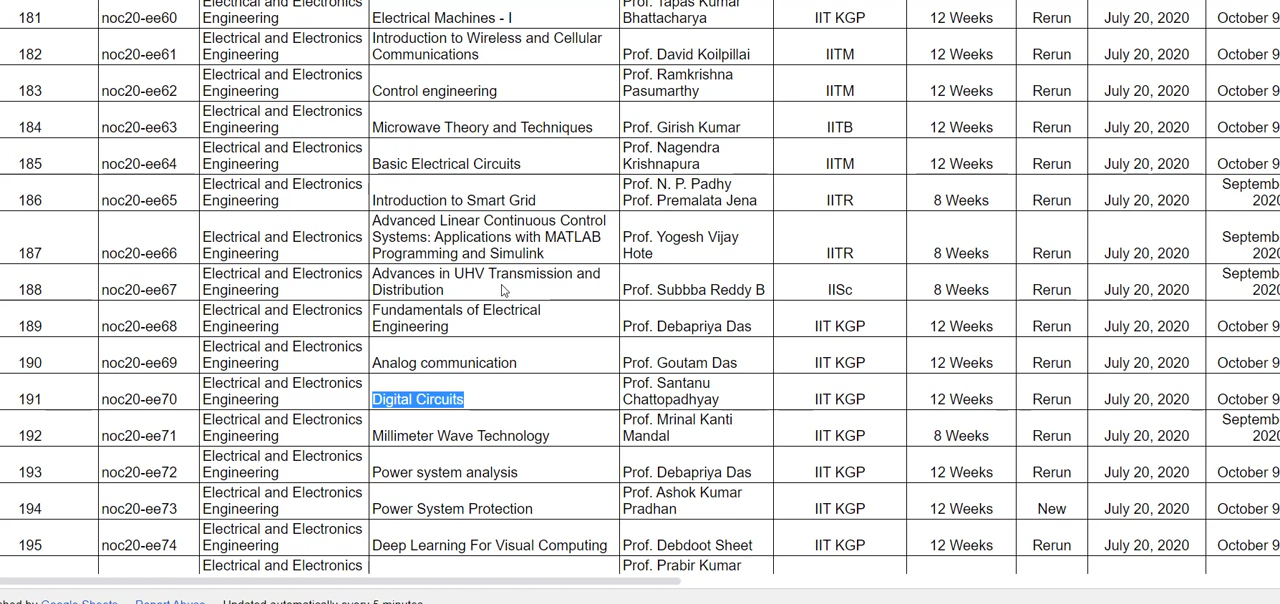 Electrical and Electronics
Prof. Tapas Kumar
181 noc20-ee60 Engineering Electrical Machines - I Bhattacharya IIT KGP 12 Weeks Rerun July 20, 2020 October 9
Electrical and Electronics Introduction to Wireless and Cellular
182 noc20-ee61 Engineering Communications Prof. David Koilpillai IITM 12 Weeks Rerun July 20, 2020 October 9
Electrical and Electronics Prof. Ramkrishna
183 noc20-ee62 Engineering Control engineering Pasumarthy IITM 12 Weeks Rerun July 20, 2020 October 9
Electrical and Electronics
184 noc20-ee63 Engineering Microwave Theory and Techniques Prof. Girish Kumar IITB 12 Weeks Rerun July 20, 2020 October 9
Electrical and Electronics Prof. Nagendra
185 noc20-ee64 Engineering Basic Electrical Circuits Krishnapura IITM 12 Weeks Rerun July 20, 2020 October 9
Electrical and Electronics Prof. N. P. Padhy Septemb
186 noc20-ee65 Engineering Introduction to Smart Grid Prof. Premalata Jena IITR 8 Weeks Rerun July 20, 2020 2020
Advanced Linear Continuous Control
Electrical and Electronics Systems: Applications with MATLAB Prof. Yogesh Vijay Septemb
187 noc20-ee66 Engineering Programming and Simulink Hote IITR 8 Weeks Rerun July 20, 2020 2020
Electrical and Electronics Advances in UHV Transmission and Septemb
188 noc20-ee67 Engineering Distribution Prof. Subbba Reddy B IISc 8 Weeks Rerun July 20, 2020 2020
Electrical and Electronics Fundamentals of Electrical
189 noc20-ee68 Engineering Engineering Prof. Debapriya Das IIT KGP 12 Weeks Rerun July 20, 2020 October 9
Electrical and Electronics
190 noc20-ee69 Engineering Analog communication Prof. Goutam Das IIT KGP 12 Weeks Rerun July 20, 2020 October 9
Electrical and Electronics Prof. Santanu
191 noc20-ee70 Engineering Digital Circuits Chattopadhyay IIT KGP 12 Weeks Rerun July 20, 2020 October 9
Electrical and Electronics Prof. Mrinal Kanti Septemb
192 noc20-ee71 Engineering Millimeter Wave Technology Mandal IIT KGP 8 Weeks Rerun July 20, 2020 2020
Electrical and Electronics
193 noc20-ee72 Engineering Power system analysis Prof. Debapriya Das IIT KGP 12 Weeks Rerun July 20, 2020 October 9
Electrical and Electronics Prof. Ashok Kumar
194 noc20-ee73 Engineering Power System Protection Pradhan IIT KGP 12 Weeks New July 20, 2020 October 9
Electrical and Electronics
195 noc20-ee74 Engineering Deep Learning For Visual Computing Prof. Debdoot Sheet IIT KGP 12 Weeks Rerun July 20, 2020 October 9
Electrical and Electronics Prof. Prabir Kumar
hed by Google Sheets Report Abuse Updated automatically every 5 minutes